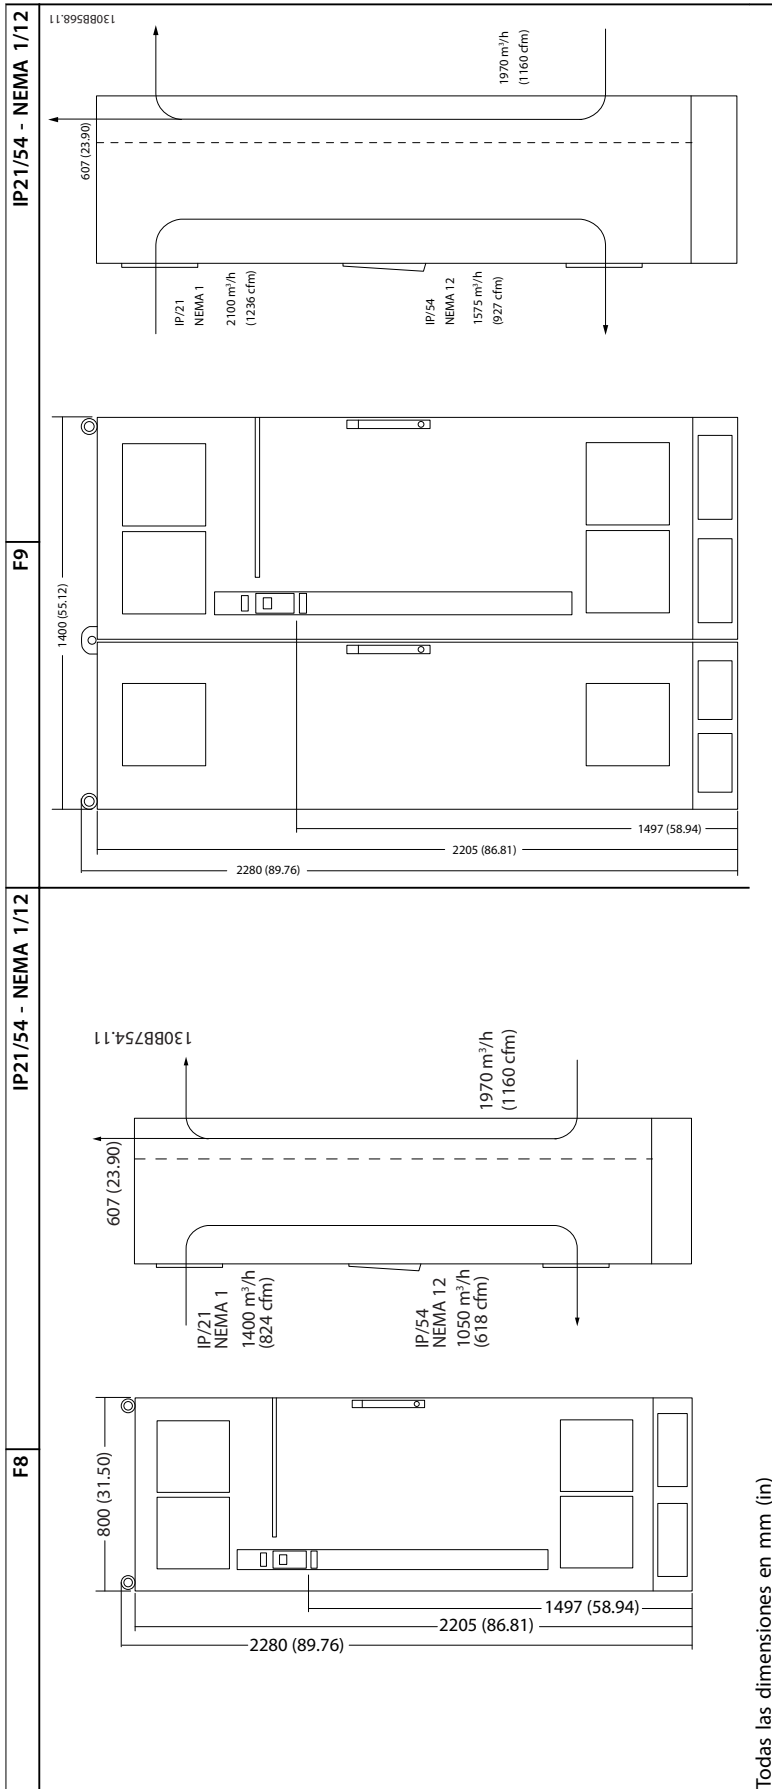 F8
IP21/54 - NEMA 1/12
800 (31.50)
2280 (89.76)
2205 (86.81)
1497 (58.94)
IP/21
NEMA 1
1400 m³/h
(824 cfm)
IP/54
NEMA 12
1050 m³/h
(618 cfm)
607 (23.90)
1970 m³/h
(1160 cfm)
130BB754.11
F9
IP21/54 - NEMA 1/12
1400 (55.12)
2280 (89.76)
2205 (86.81)
1497 (58.94)
IP/21
NEMA 1
2100 m³/h
(1236 cfm)
IP/54
NEMA 12
1575 m³/h
(927 cfm)
607 (23.90)
1970 m³/h
(1160 cfm)
130BB568.11
Todas las dimensiones en mm (in)